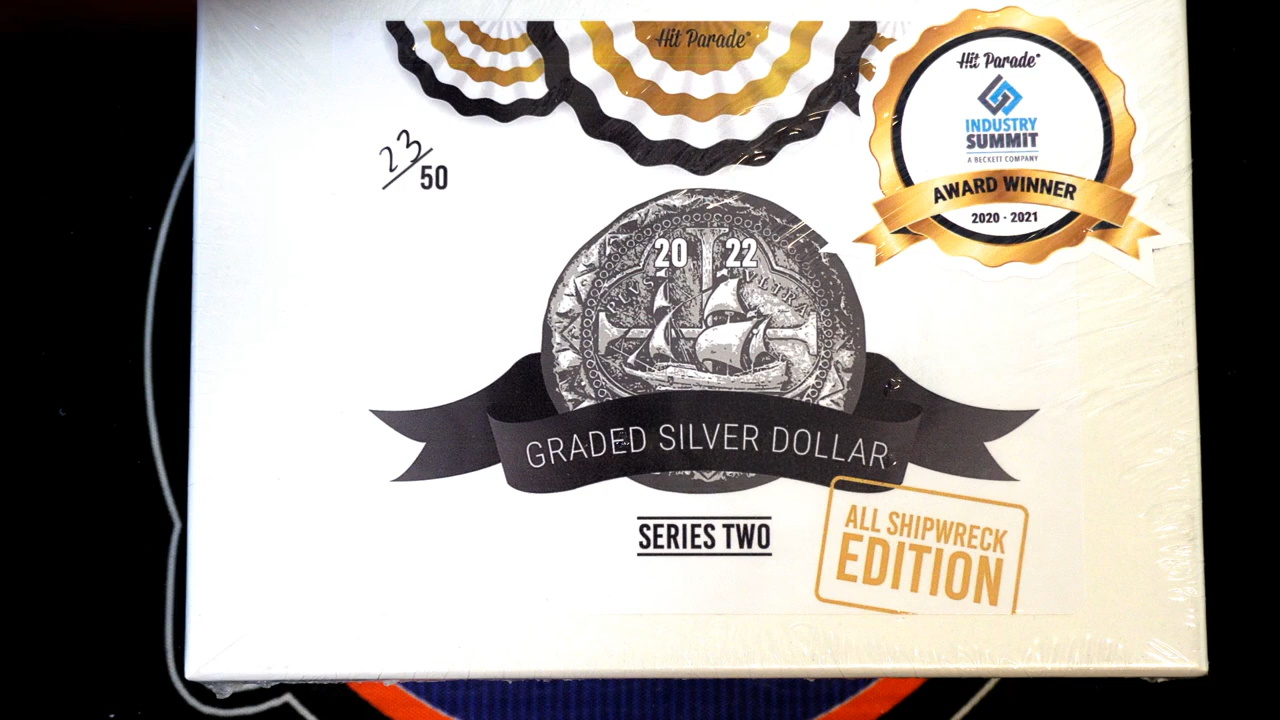 Hit Parade®
Hit Parade®
INDUSTRY
SUMMIT
A BECKETT COMPANY
AWARD WINNER
2020 · 2021
23/50
20 22
PLVS VLTRA
GRADED SILVER DOLLAR
SERIES TWO
ALL SHIPWRECK
EDITION